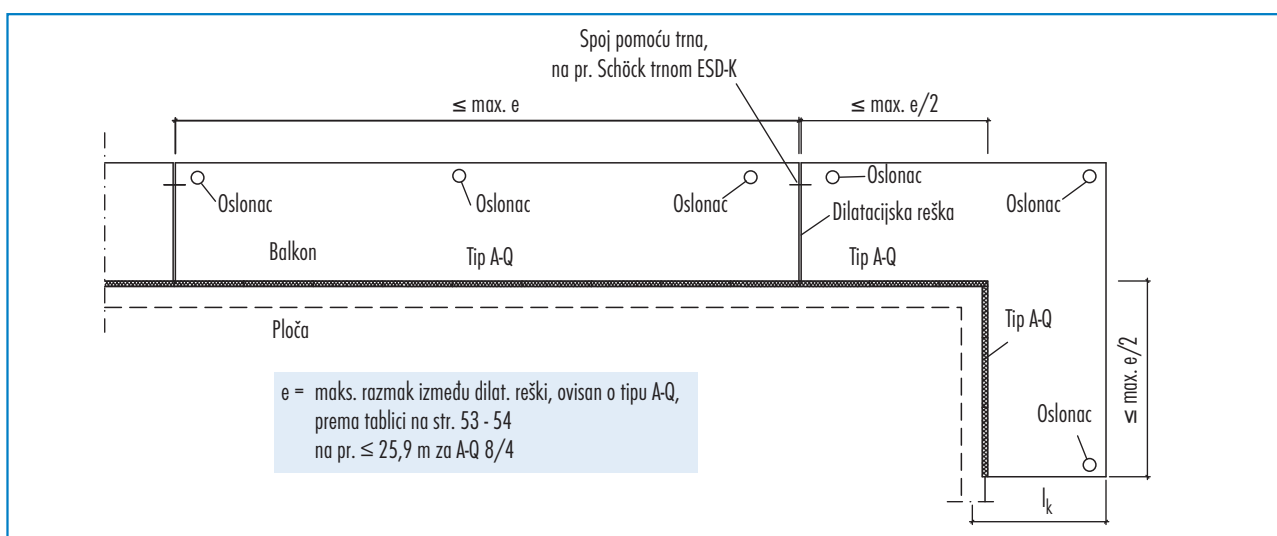 Spoj pomoću trna,
na pr. Schöck trnom ESD-K
≤ max. e
≤ max. e/2
Oslonac
Oslonac
Oslonac
Oslonac
Oslonac
Dilatacijska reška
Balkon
Tip A-Q
Tip A-Q
Ploča
Tip A-Q
≤ max. e/2
e = maks. razmak između dilat. reški, ovisan o tipu A-Q,
prema tablici na str. 53 - 54
na pr. ≤ 25,9 m za A-Q 8/4
Oslonac
lk